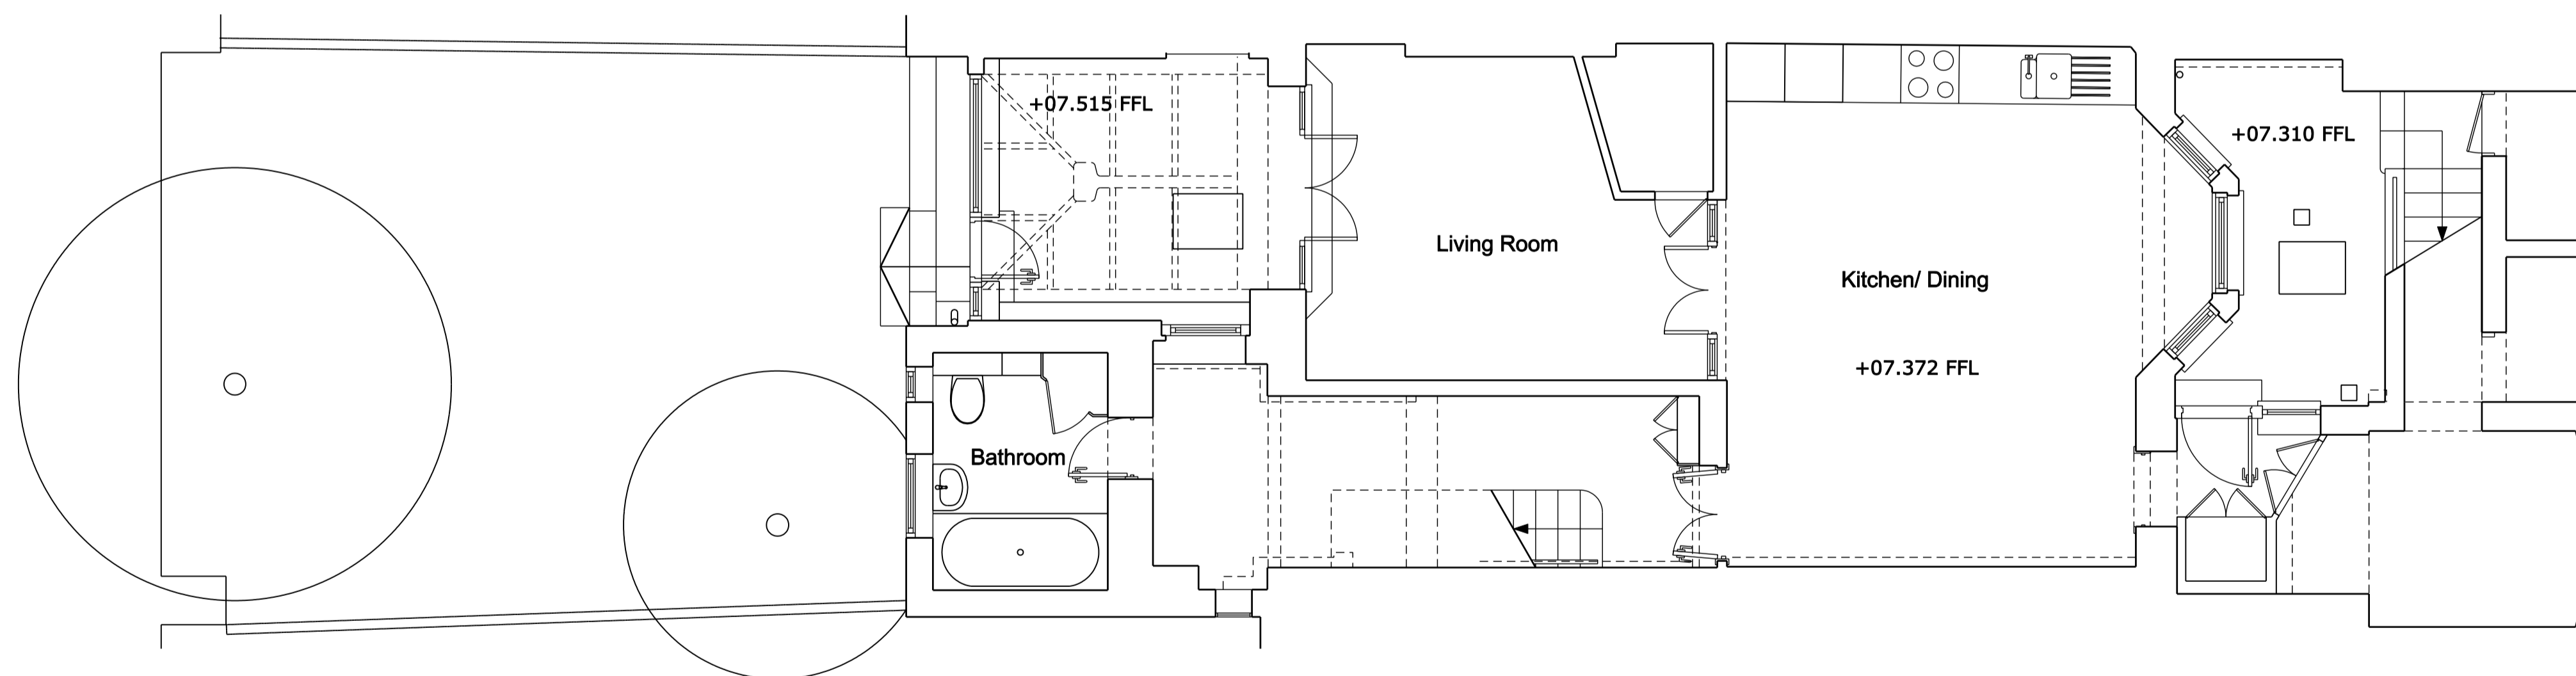 +07.515 FFL
+07.310 FFL
Living Room
Kitchen/ Dining
+07.372 FFL
Bathroom